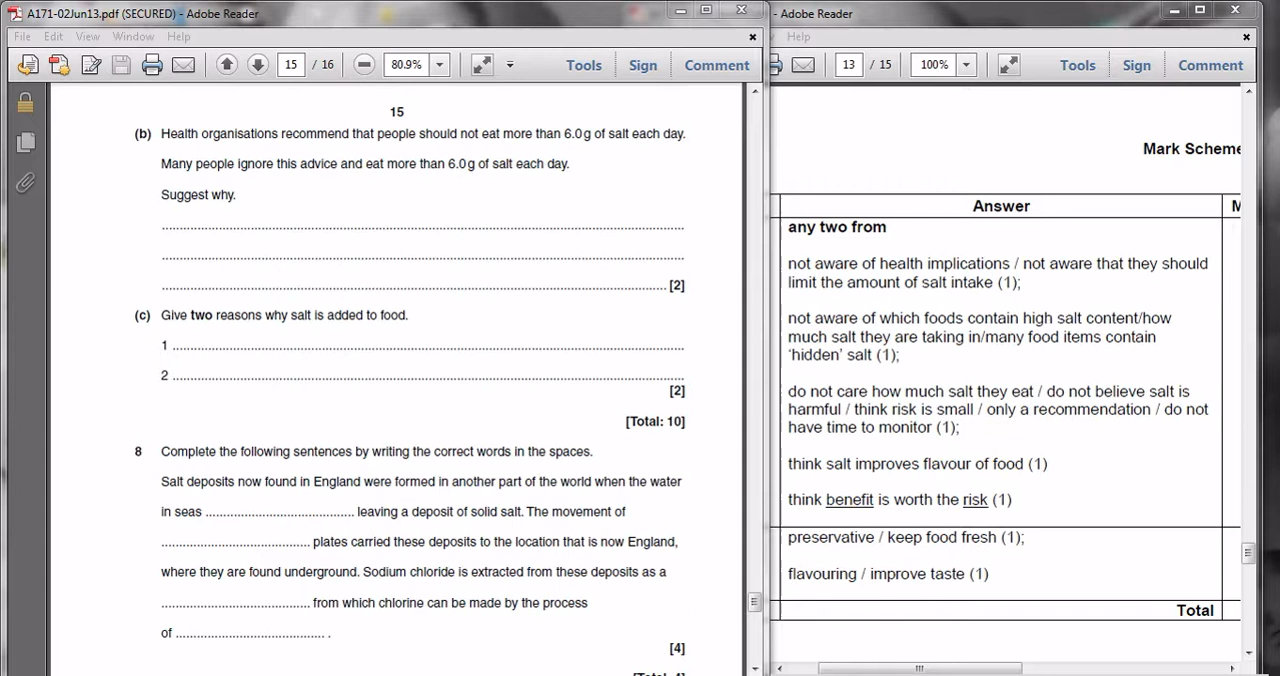 A171-02Jun13.pdf (SECURED) - Adobe Reader
File Edit View Window Help
15 / 16 80.9% Tools Sign Comment
15
(b) Health organisations recommend that people should not eat more than 6.0 g of salt each day.
Many people ignore this advice and eat more than 6.0 g of salt each day.
Suggest why.
..........................................................................................
..........................................................................................
.......................................................................................... [2]
(c) Give two reasons why salt is added to food.
1 ..........................................................................................
2 ..........................................................................................
[2]
[Total: 10]
8 Complete the following sentences by writing the correct words in the spaces.
Salt deposits now found in England were formed in another part of the world when the water
in seas ................................... leaving a deposit of solid salt. The movement of
................................... plates carried these deposits to the location that is now England,
where they are found underground. Sodium chloride is extracted from these deposits as a
................................... from which chlorine can be made by the process
of ................................... .
[4]
- Adobe Reader
Help
13 / 15 100% Tools Sign Comment
Mark Scheme
Answer M
any two from
not aware of health implications / not aware that they should
limit the amount of salt intake (1);
not aware of which foods contain high salt content/how
much salt they are taking in/many food items contain
‘hidden’ salt (1);
do not care how much salt they eat / do not believe salt is
harmful / think risk is small / only a recommendation / do not
have time to monitor (1);
think salt improves flavour of food (1)
think benefit is worth the risk (1)
preservative / keep food fresh (1);
flavouring / improve taste (1)
Total